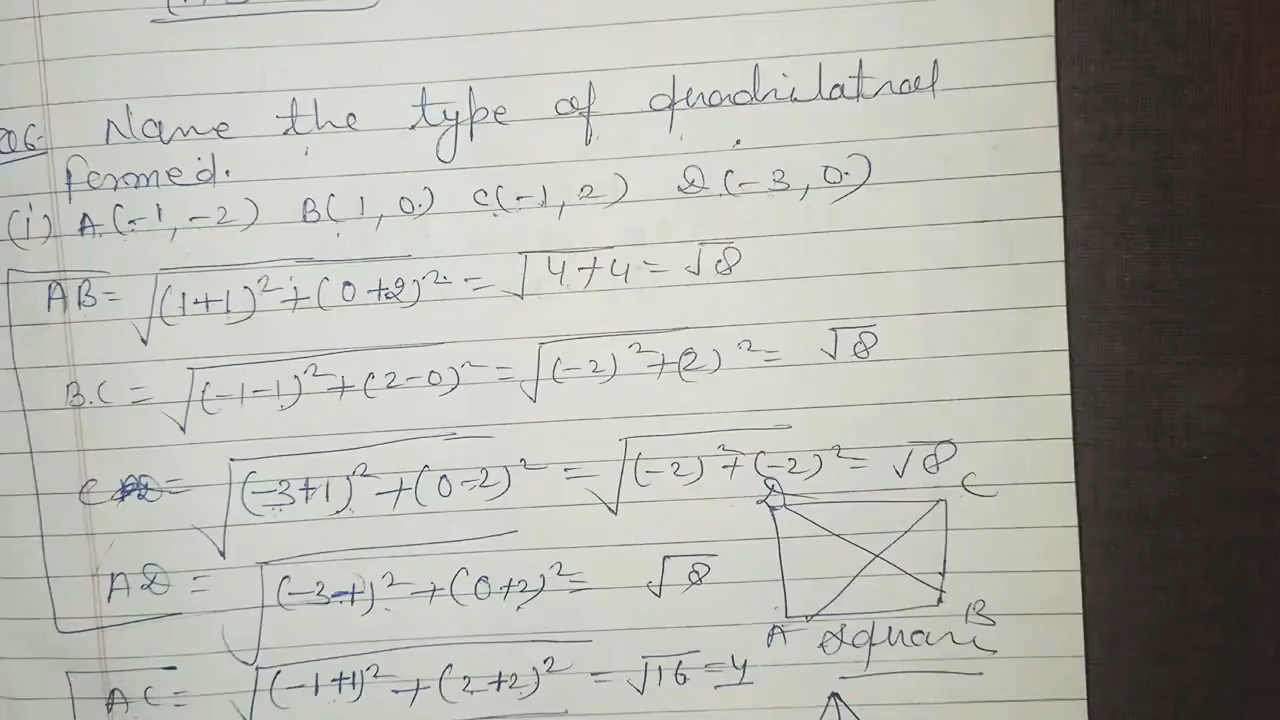 Q6. Name the type of quadrilatral
formed.
(i) A(-1, -2) B(1, 0) C(-1, 2) D(-3, 0)
AB = √(1+1)²+(0+2)² = √4+4 = √8
BC = √(-1-1)²+(2-0)² = √(-2)²+(2)² = √8
CD = √(-3+1)²+(0-2)² = √(-2)²+(-2)² = √8
D C
AD = √(-3+1)²+(0+2)² = √8
A B
Square
AC = √(-1+1)²+(2+2)² = √16 = 4